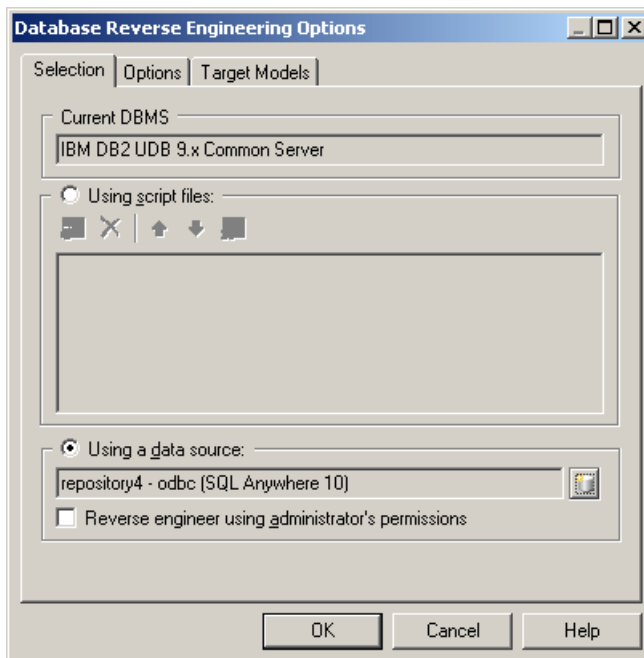 Database Reverse Engineering Options
Selection Options Target Models
Current DBMS
IBM DB2 UDB 9.x Common Server
Using script files:
Using a data source:
repository4 - odbc (SQL Anywhere 10)
Reverse engineer using administrator's permissions
OK Cancel Help